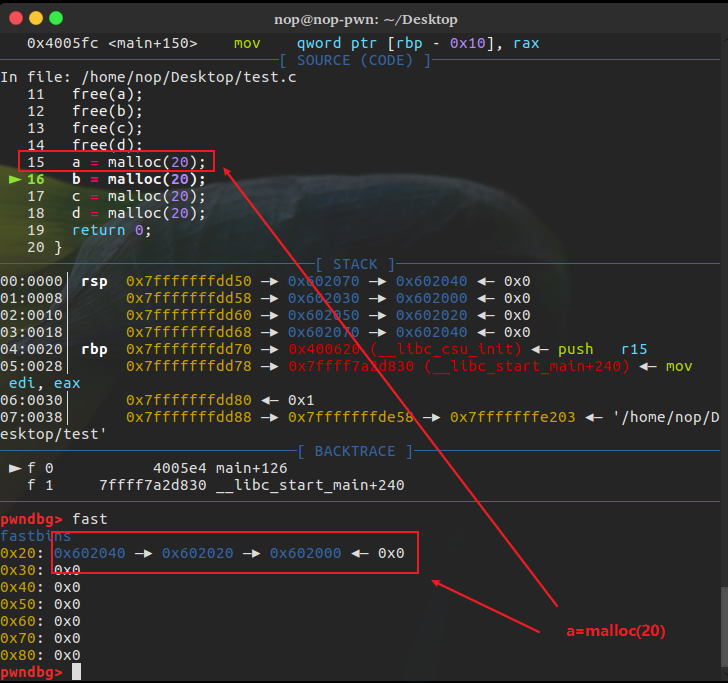 nop@nop-pwn: ~/Desktop
0x4005fc <main+150> mov qword ptr [rbp - 0x10], rax
[ SOURCE (CODE) ]
In file: /home/nop/Desktop/test.c
11 free(a);
12 free(b);
13 free(c);
14 free(d);
15 a = malloc(20);
► 16 b = malloc(20);
17 c = malloc(20);
18 d = malloc(20);
19 return 0;
20 }
[ STACK ]
00:0000│ rsp 0x7fffffffdd50 —▸ 0x602070 —▸ 0x602040 ◂— 0x0
01:0008│ 0x7fffffffdd58 —▸ 0x602030 —▸ 0x602000 ◂— 0x0
02:0010│ 0x7fffffffdd60 —▸ 0x602050 —▸ 0x602020 ◂— 0x0
03:0018│ 0x7fffffffdd68 —▸ 0x602070 —▸ 0x602040 ◂— 0x0
04:0020│ rbp 0x7fffffffdd70 —▸ 0x400620 (__libc_csu_init) ◂— push r15
05:0028│ 0x7fffffffdd78 —▸ 0x7ffff7a2d830 (__libc_start_main+240) ◂— mov
edi, eax
06:0030│ 0x7fffffffdd80 ◂— 0x1
07:0038│ 0x7fffffffdd88 —▸ 0x7fffffffde58 —▸ 0x7fffffffe203 ◂— '/home/nop/D
esktop/test'
[ BACKTRACE ]
► f 0 4005e4 main+126
f 1 7ffff7a2d830 __libc_start_main+240
pwndbg> fast
fastbins
0x20: 0x602040 —▸ 0x602020 —▸ 0x602000 ◂— 0x0
0x30: 0x0
0x40: 0x0
0x50: 0x0
0x60: 0x0
0x70: 0x0
0x80: 0x0
pwndbg>
a=malloc(20)